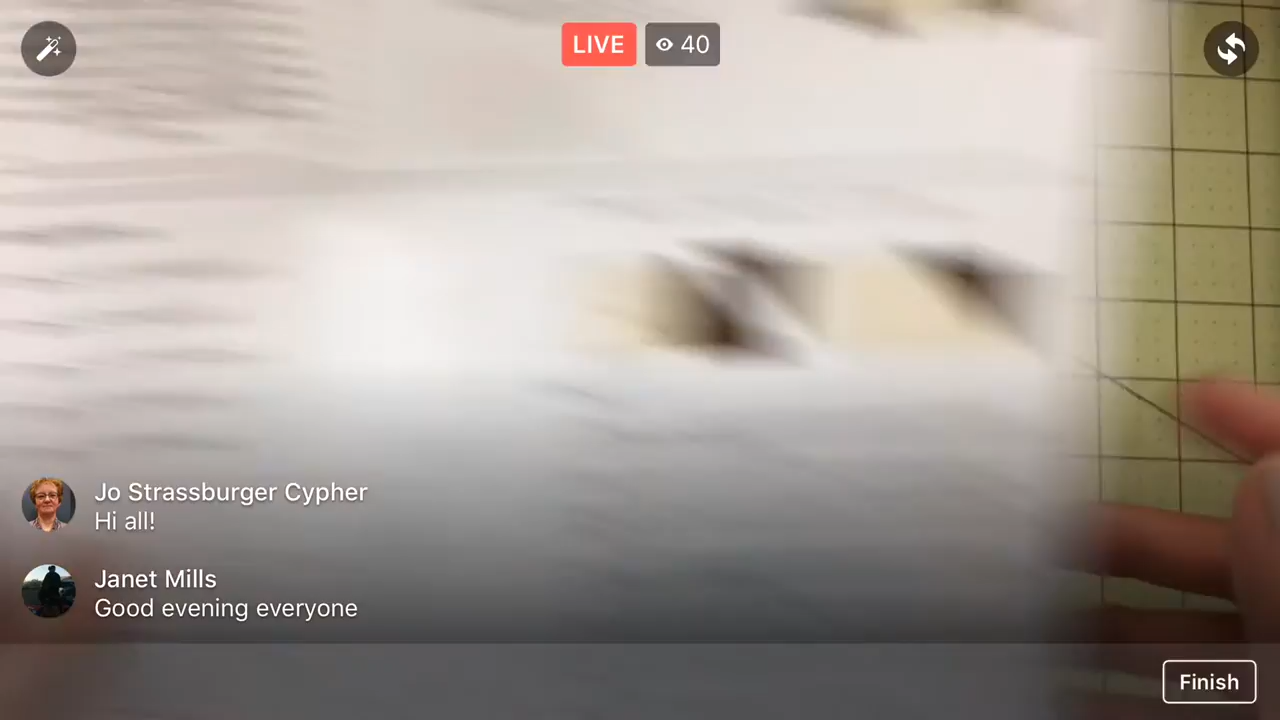 LIVE
40
Jo Strassburger Cypher
Hi all!
Janet Mills
Good evening everyone
Finish